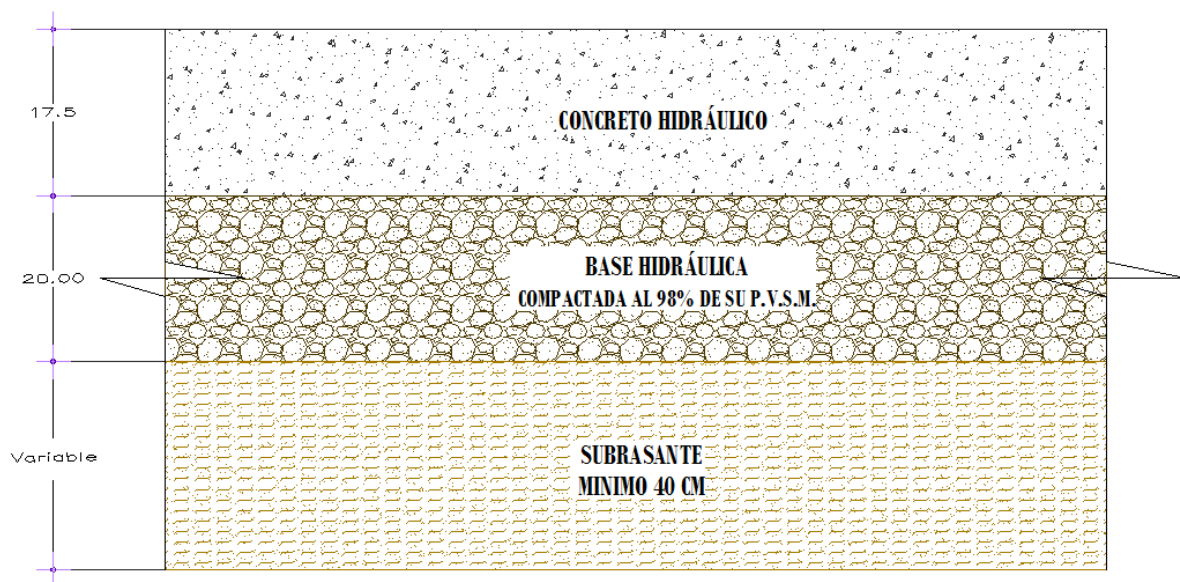 17.5
CONCRETO HIDRÁULICO
20.00
BASE HIDRÁULICA
COMPACTADA AL 98% DE SU P.V.S.M.
Variable
SUBRASANTE
MINIMO 40 CM